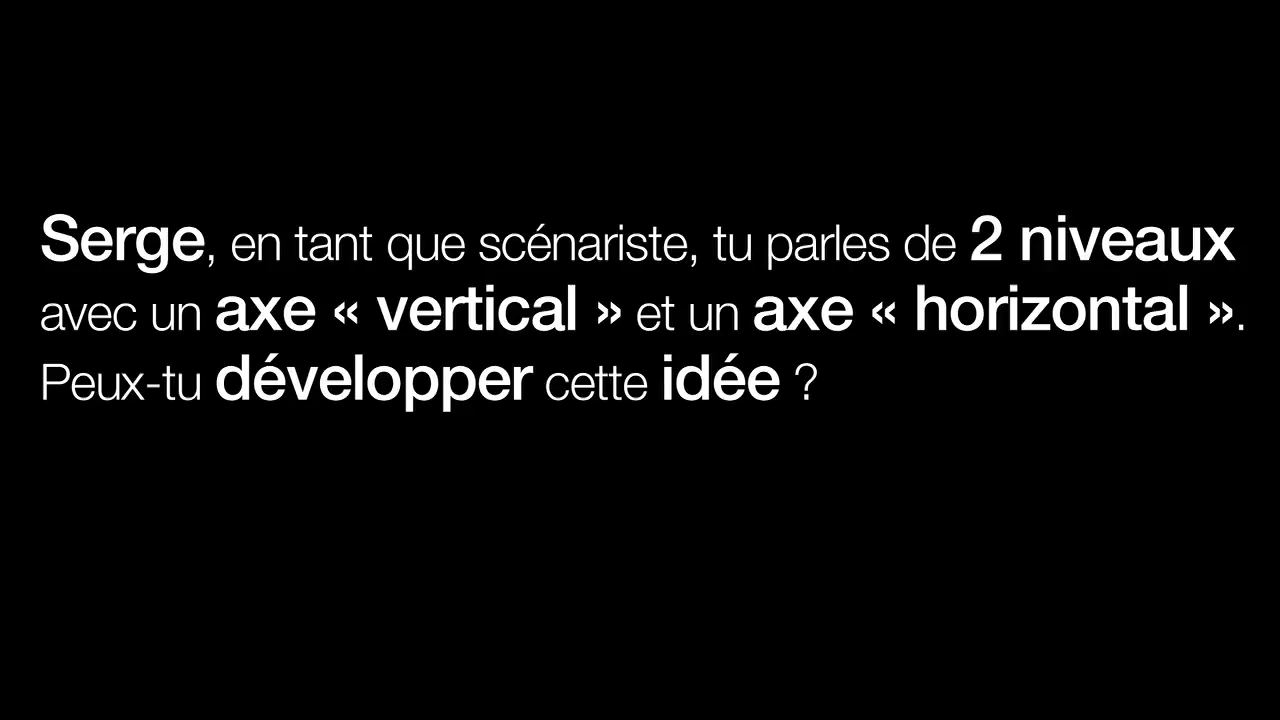 Serge, en tant que scénariste, tu parles de 2 niveaux
avec un axe « vertical » et un axe « horizontal ».
Peux-tu développer cette idée ?